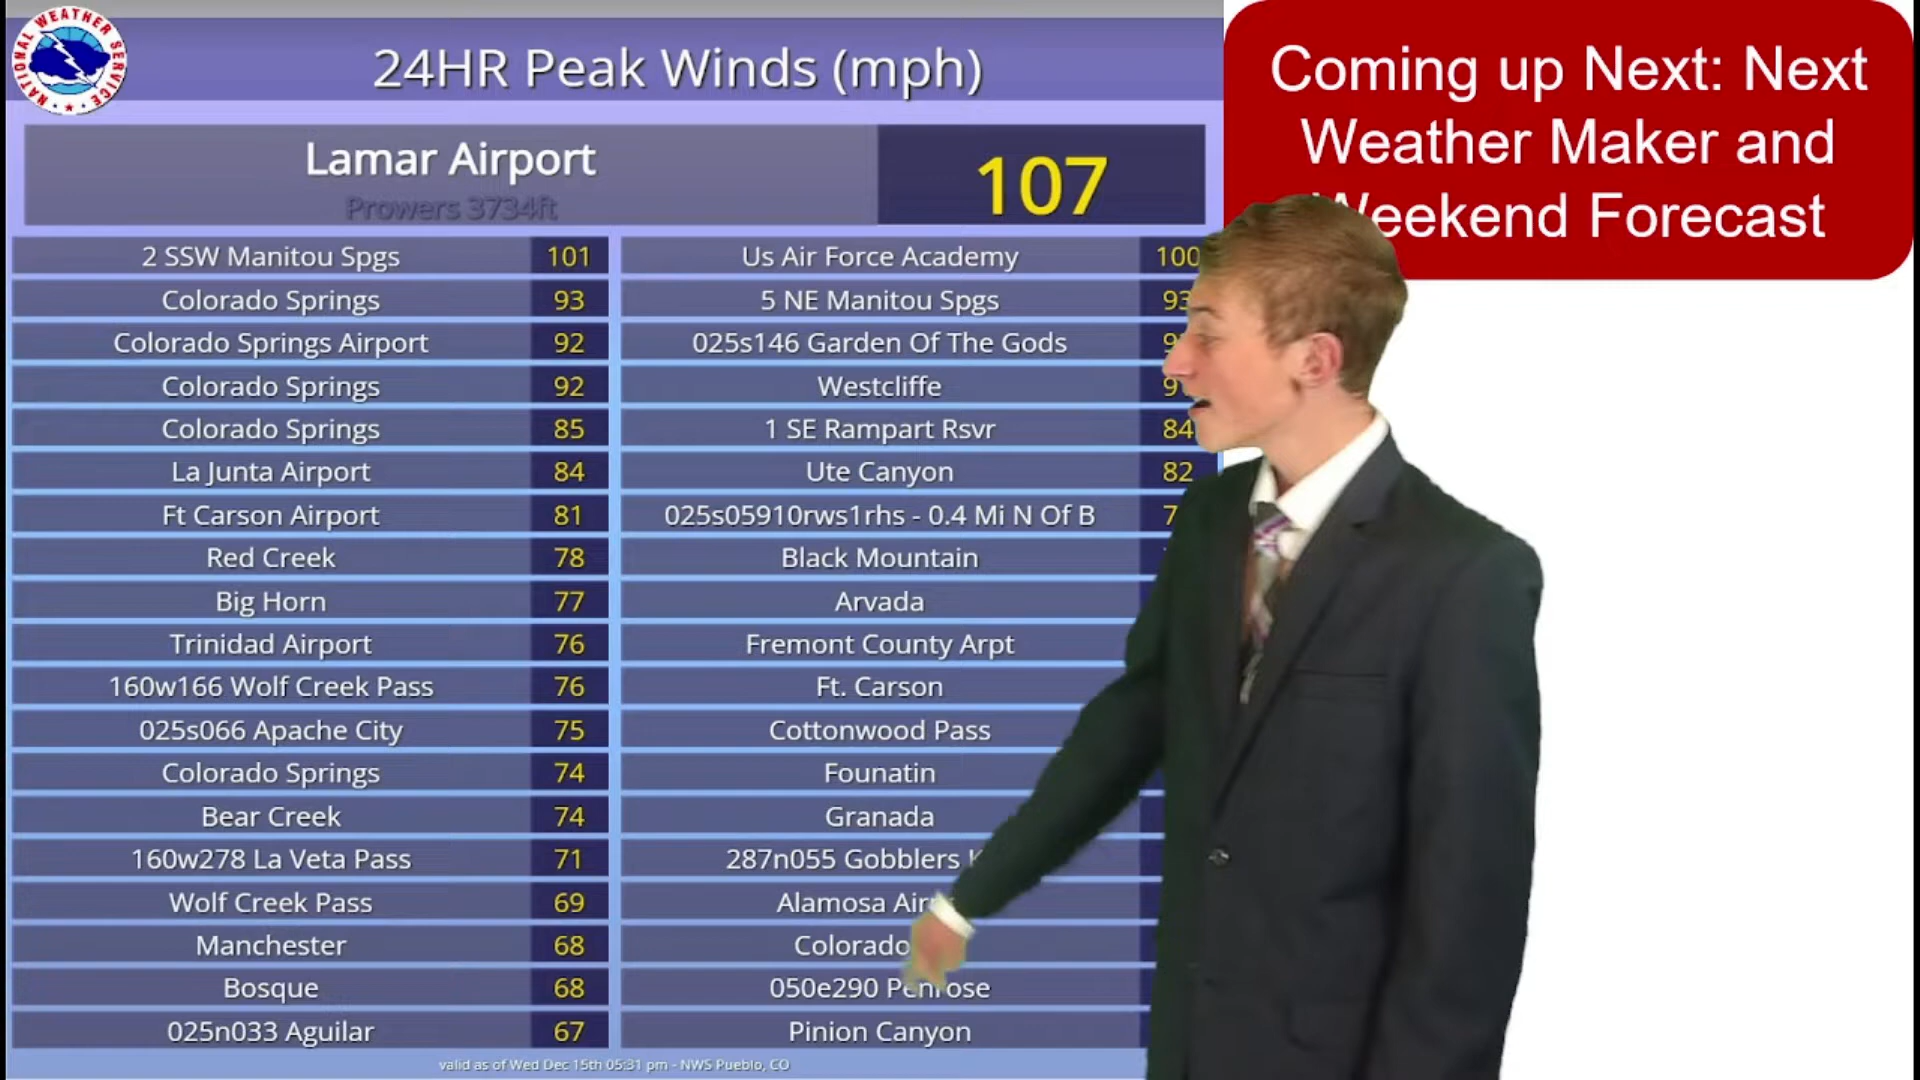 NATIONAL WEATHER SERVICE
24HR Peak Winds (mph)
Coming up Next: Next
Weather Maker and
Weekend Forecast
Lamar Airport 107
Prowers 3734ft
2 SSW Manitou Spgs 101 Us Air Force Academy 100
Colorado Springs 93 5 NE Manitou Spgs 93
Colorado Springs Airport 92 025s146 Garden Of The Gods
Colorado Springs 92 Westcliffe
Colorado Springs 85 1 SE Rampart Rsvr 84
La Junta Airport 84 Ute Canyon 82
Ft Carson Airport 81 025s05910rws1rhs - 0.4 Mi N Of B
Red Creek 78 Black Mountain
Big Horn 77 Arvada
Trinidad Airport 76 Fremont County Arpt
160w166 Wolf Creek Pass 76 Ft. Carson
025s066 Apache City 75 Cottonwood Pass
Colorado Springs 74 Founatin
Bear Creek 74 Granada
160w278 La Veta Pass 71 287n055 Gobblers
Wolf Creek Pass 69 Alamosa
Manchester 68 Colorado
Bosque 68 050e290 Penrose
025n033 Aguilar 67 Pinion Canyon
valid as of Wed Dec 15th 05:31 pm - NWS Pueblo, CO